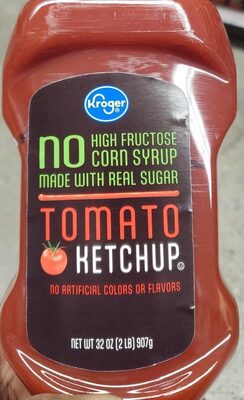 Kroger
NO HIGH FRUCTOSE
CORN SYRUP
MADE WITH REAL SUGAR
TOMATO
KETCHUP
NO ARTIFICIAL COLORS OR FLAVORS
NET WT 32 OZ (2 LB) 907g